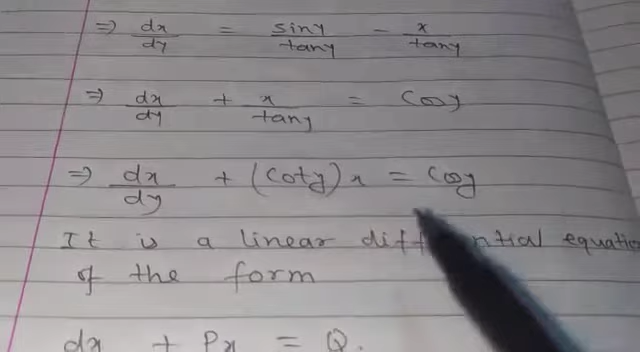 ⇒ dx/dy = siny/tany − x/tany
⇒ dx/dy + x/tany = cosy
⇒ dx/dy + (coty)x = cosy
It is a linear differential equation
of the form
dx + Px = Q.